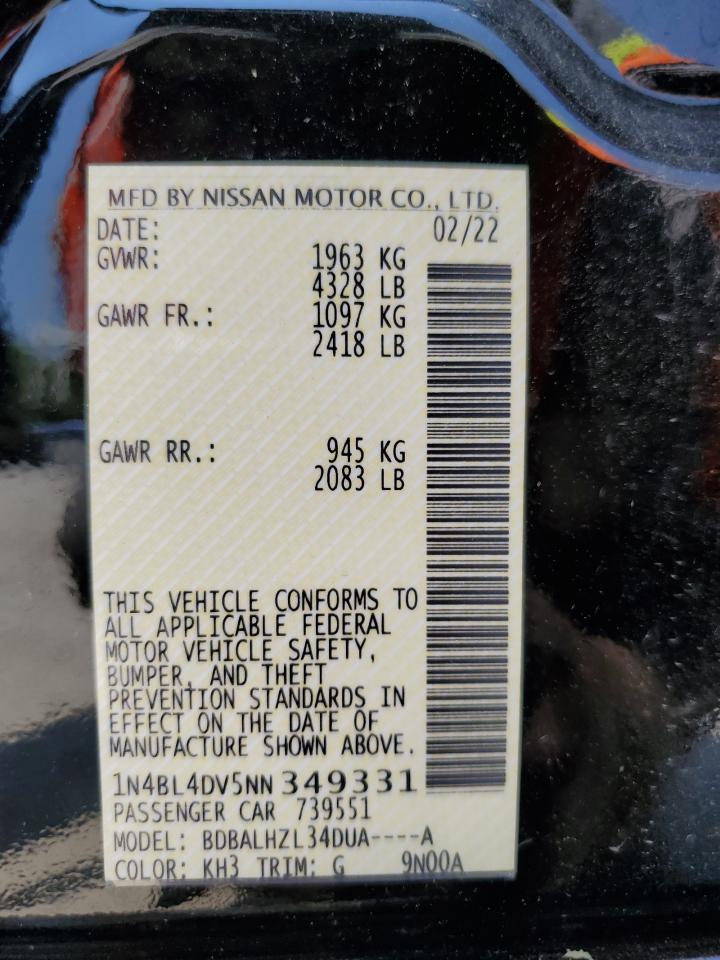 MFD BY NISSAN MOTOR CO., LTD.
DATE: 02/22
GVWR: 1963 KG
4328 LB
GAWR FR.: 1097 KG
2418 LB
GAWR RR.: 945 KG
2083 LB
THIS VEHICLE CONFORMS TO
ALL APPLICABLE FEDERAL
MOTOR VEHICLE SAFETY,
BUMPER, AND THEFT
PREVENTION STANDARDS IN
EFFECT ON THE DATE OF
MANUFACTURE SHOWN ABOVE.
1N4BL4DV5NN349331
PASSENGER CAR 739551
MODEL: BDBALHZL34DUA----A
COLOR: KH3 TRIM: G 9N00A